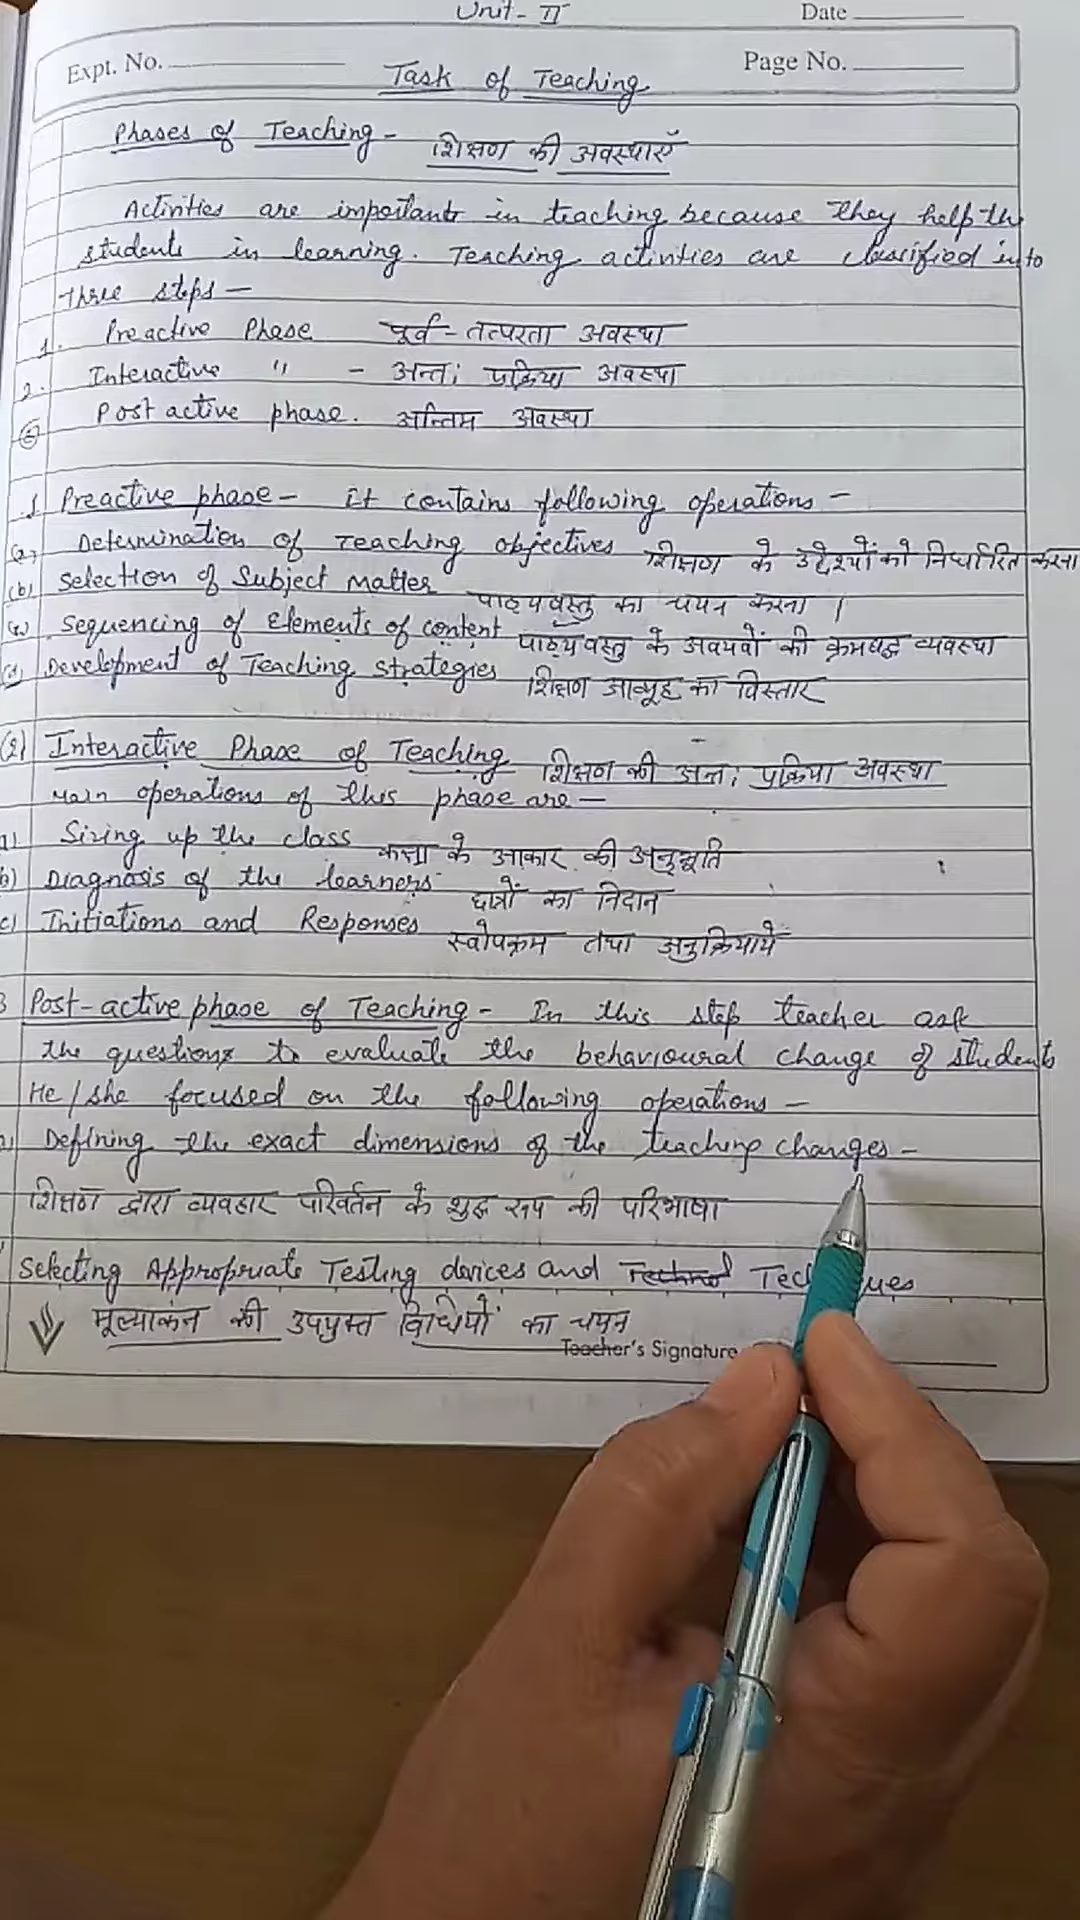 Unit - II
Date
Expt. No.
Page No.
Task of Teaching
Phases of Teaching - शिक्षण की अवस्थाएँ
Activities are importants in teaching because they help the
students in learning. Teaching activities are classified into
three steps -
1. Preactive Phase पूर्व - तत्परता अवस्था
2. Interactive " - अन्त: प्रक्रिया अवस्था
③ Post active phase. अन्तिम अवस्था
1 Preactive phase - it contains following operations -
(a) Determination of Teaching objectives शिक्षण के उद्देश्यों को निर्धारित करना
(b) Selection of Subject Matter पाठ्यवस्तु का चयन करना ।
(c) Sequencing of Elements of content पाठ्यवस्तु के अवयवों की क्रमबद्ध व्यवस्था
(d) Development of Teaching strategies शिक्षण आव्यूह का विस्तार
(2) Interactive Phase of Teaching शिक्षण की अन्त: प्रक्रिया अवस्था
Main operations of this phase are -
a) Sizing up the class कक्षा के आकार की अनुभूति
b) Diagnosis of the learners छात्रों का निदान
c) Initiations and Responses स्वोपक्रम तथा अनुक्रियायें
3 Post-active phase of Teaching - In this step teacher ask
the questions to evaluate the behavioural change of students
He/she focused on the following operations -
a) Defining the exact dimensions of the teaching changes -
शिक्षण द्वारा व्यवहार परिवर्तन के शुद्ध रूप की परिभाषा
Selecting Appropriate Testing devices and
मूल्यांकन की उपयुक्त विधियों का चयन
Teacher's Signature